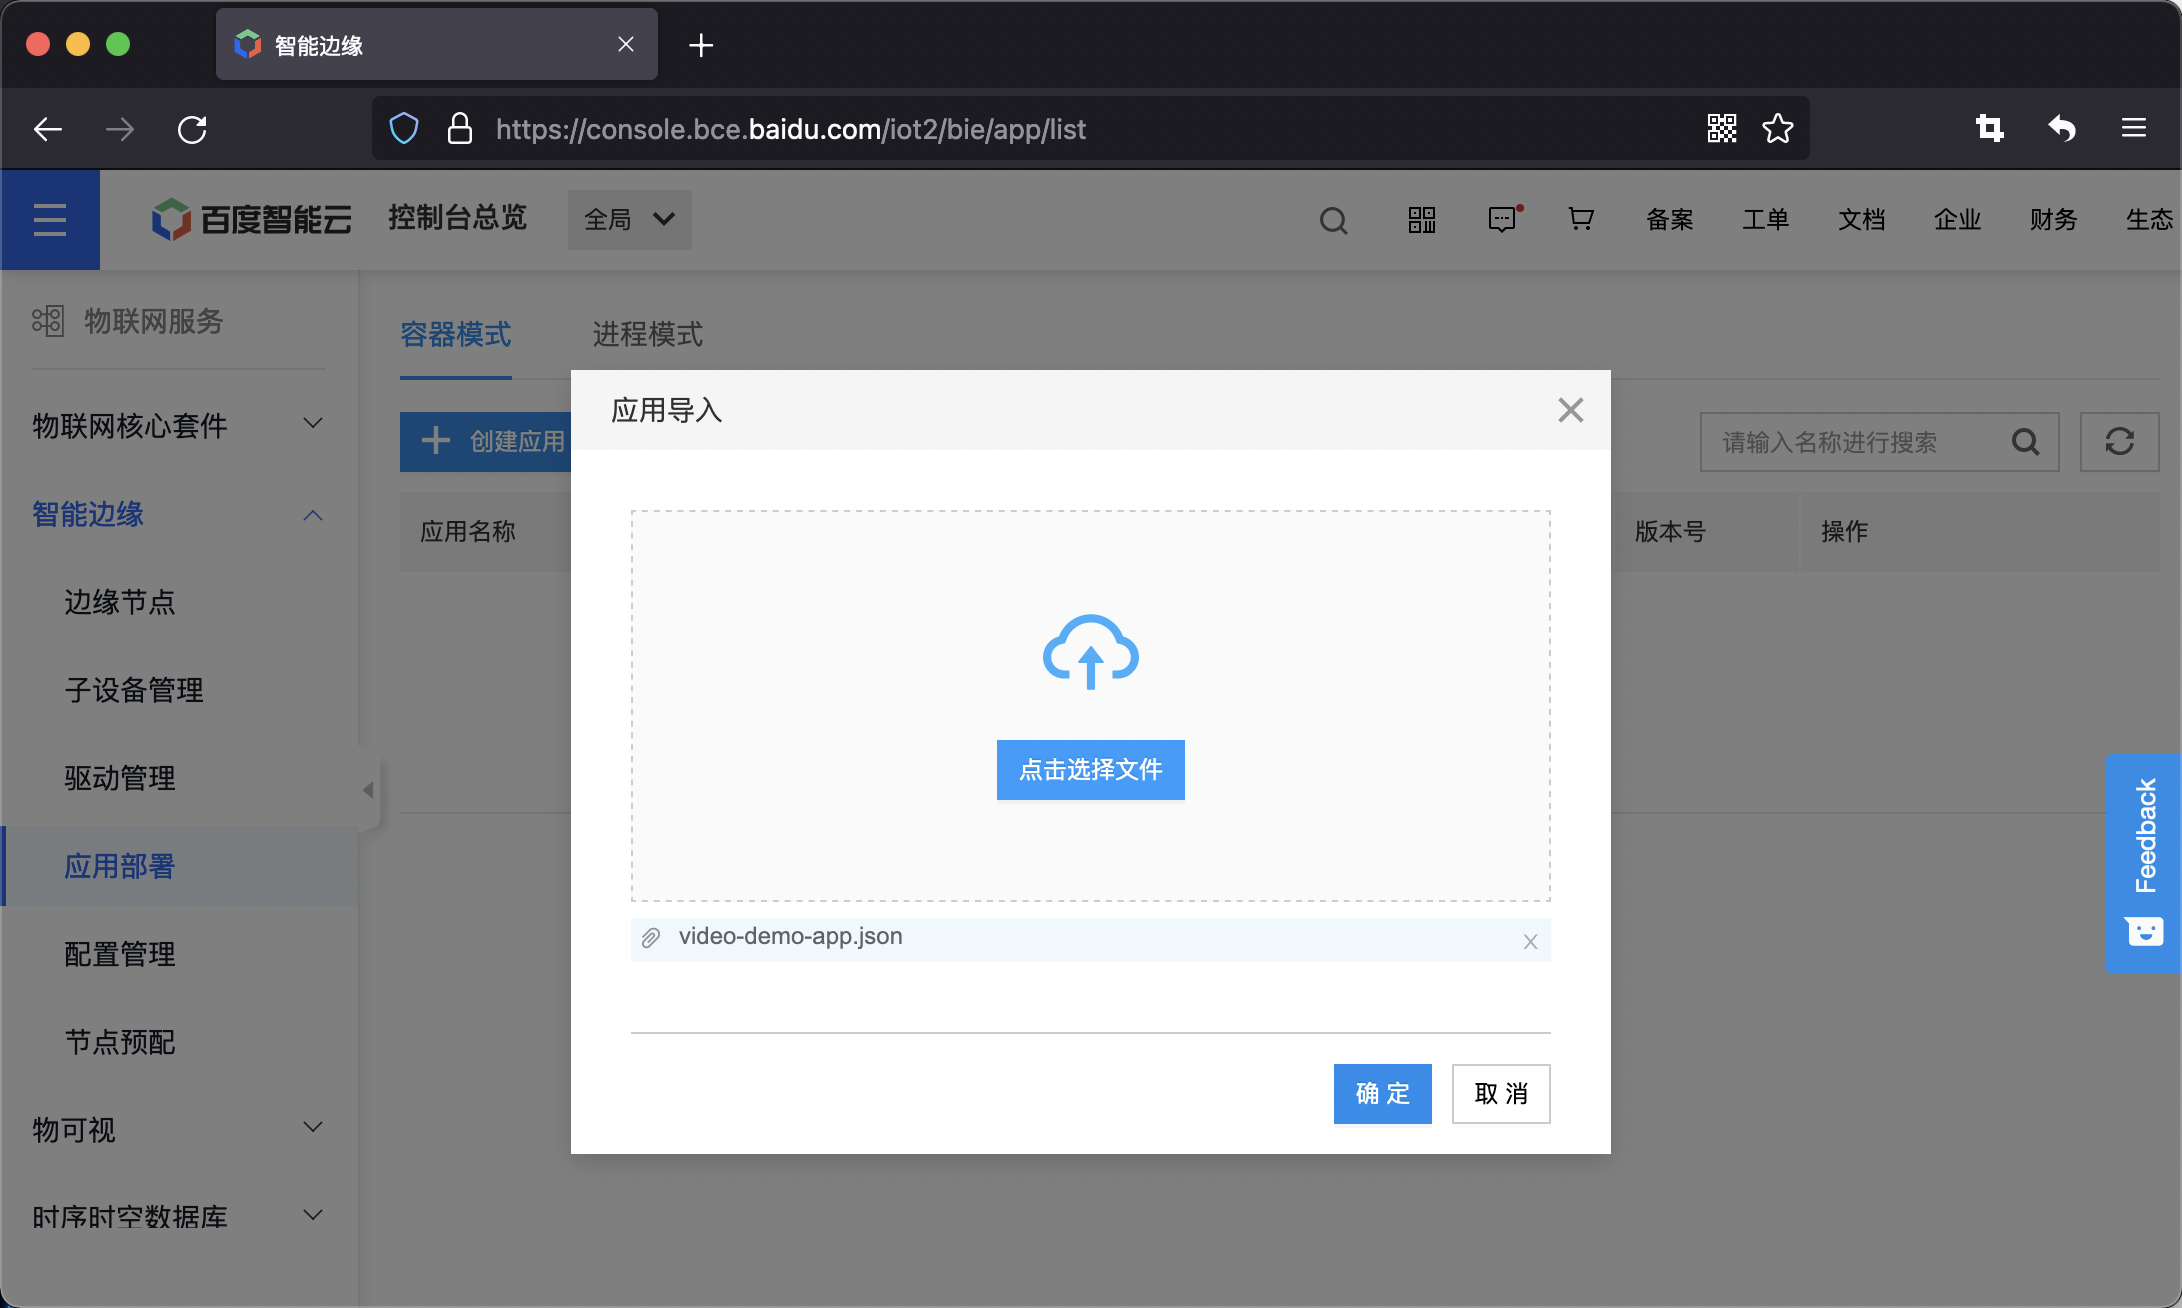 智能边缘
https://console.bce.baidu.com/iot2/bie/app/list
百度智能云
控制台总览
全局
备案
工单
文档
企业
财务
生态
物联网服务
物联网核心套件
智能边缘
边缘节点
子设备管理
驱动管理
应用部署
配置管理
节点预配
物可视
时序时空数据库
容器模式
进程模式
创建应用
请输入名称进行搜索
应用名称
版本号
操作
应用导入
点击选择文件
video-demo-app.json
确定
取消
Feedback